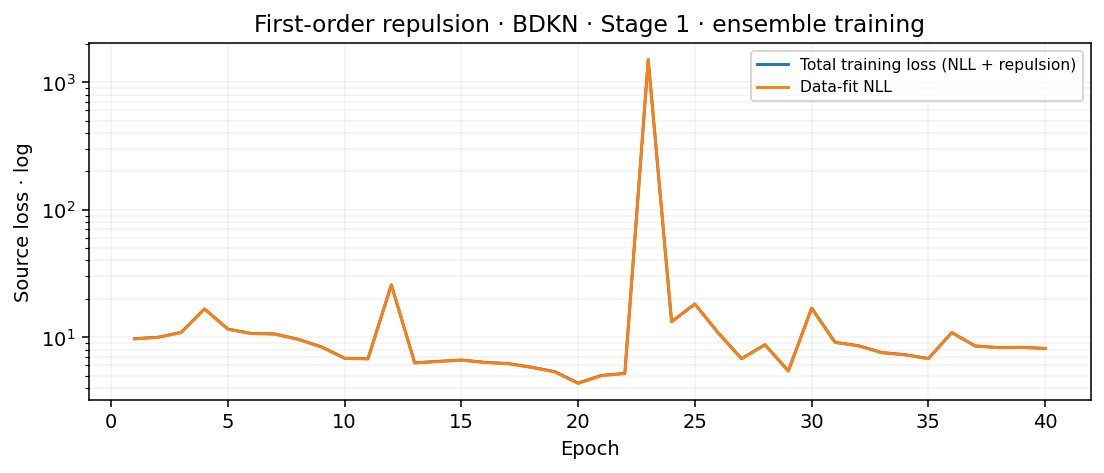 First-order repulsion · BDKN · Stage 1 · ensemble training
Total training loss (NLL + repulsion)
Data-fit NLL
Source loss · log
10³
10²
10¹
0 5 10 15 20 25 30 35 40
Epoch